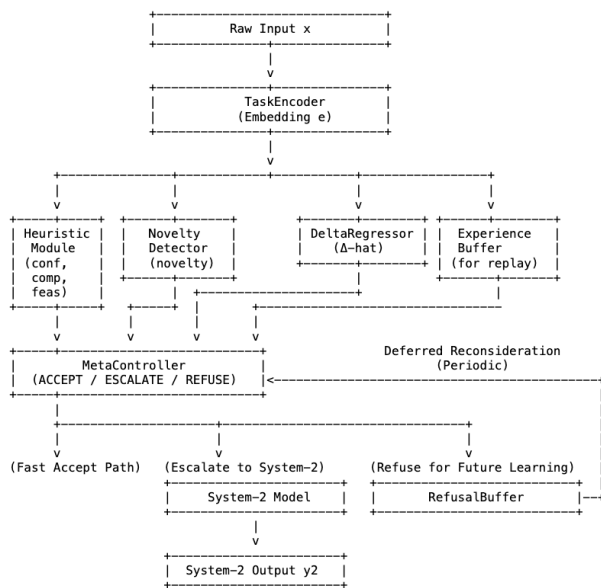 Raw Input x
TaskEncoder
(Embedding e)
Heuristic Module (conf, comp, feas)
Novelty Detector (novelty)
DeltaRegressor (Δ-hat)
Experience Buffer (for replay)
MetaController
(ACCEPT / ESCALATE / REFUSE)
Deferred Reconsideration
(Periodic)
(Fast Accept Path)
(Escalate to System-2)
(Refuse for Future Learning)
System-2 Model
RefusalBuffer
System-2 Output y2